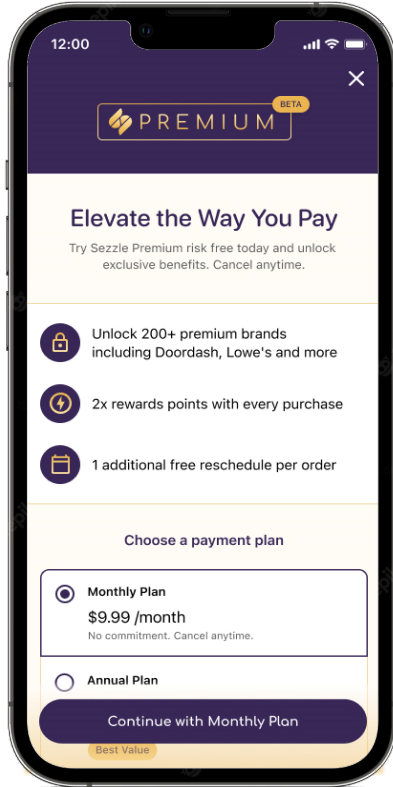 12:00
PREMIUM
BETA
Elevate the Way You Pay
Try Sezzle Premium risk free today and unlock
exclusive benefits. Cancel anytime.
Unlock 200+ premium brands
including Doordash, Lowe's and more
2x rewards points with every purchase
1 additional free reschedule per order
Choose a payment plan
Monthly Plan
$9.99 /month
No commitment. Cancel anytime.
Annual Plan
Continue with Monthly Plan
Best Value